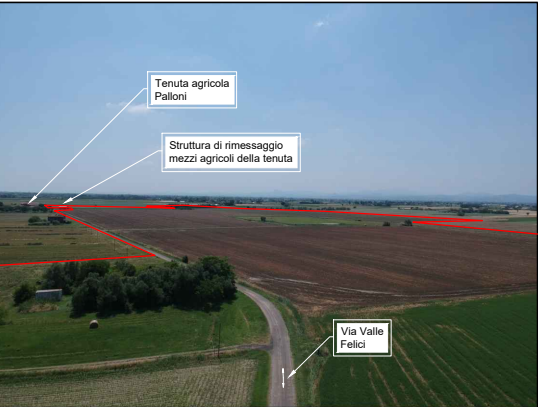 Tenuta agricola
Palloni
Struttura di rimessaggio
mezzi agricoli della tenuta
Via Valle
Felici